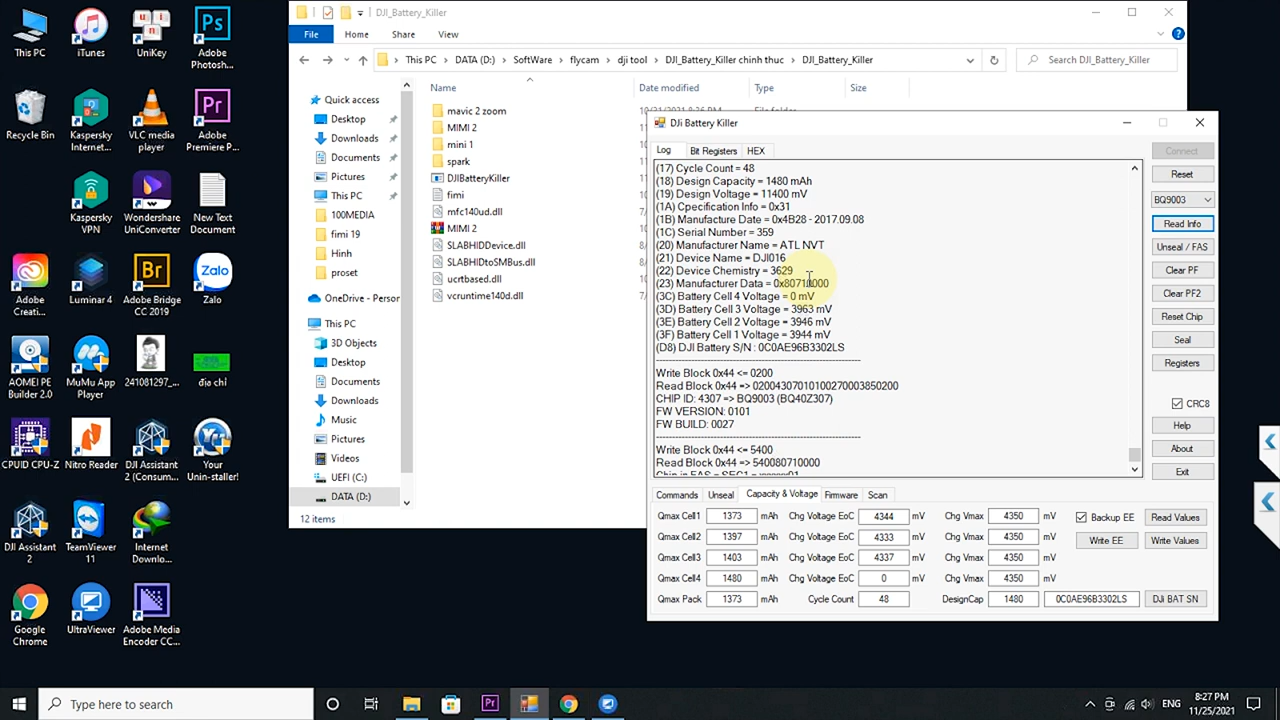 This PC
iTunes
UniKey
Adobe
Photosh...
Recycle Bin
Kaspersky
Internet...
VLC media
player
Adobe
Premiere P...
Kaspersky
VPN
Wondershare
UniConverter
New Text
Document
Adobe
Creati...
Luminar 4
Adobe Bridge
CC 2019
Zalo
AOMEI PE
Builder 2.0
MuMu App
Player
241081297_...
địa chỉ
CPUID CPU-Z
Nitro Reader
DJI Assistant
2 (Consum...
Your
Unin-staller!
DJI Assistant
2
TeamViewer
11
Internet
Downlo...
Google
Chrome
UltraViewer
Adobe Media
Encoder CC...
DJI_Battery_Killer
File
Home
Share
View
This PC
DATA (D:)
SoftWare
flycam
dji tool
DJI_Battery_Killer chinh thuc
DJI_Battery_Killer
Search DJI_Battery_Killer
Name
Date modified
Type
Size
Quick access
Desktop
Downloads
Documents
Pictures
This PC
100MEDIA
fimi 19
Hinh
proset
OneDrive - Person
This PC
3D Objects
Desktop
Documents
Downloads
Music
Pictures
Videos
UEFI (C:)
DATA (D:)
mavic 2 zoom
MIMI 2
mini 1
spark
DJIBatteryKiller
fimi
mfc140ud.dll
MIMI 2
SLABHIDDevice.dll
SLABHIDtoSMBus.dll
ucrtbased.dll
vcruntime140d.dll
12 items
DJi Battery Killer
Log
Bit Registers
HEX
(17) Cycle Count = 48
(18) Design Capacity = 1480 mAh
(19) Design Voltage = 11400 mV
(1A) Cpecification Info = 0x31
(1B) Manufacture Date = 0x4B28 - 2017.09.08
(1C) Serial Number = 359
(20) Manufacturer Name = ATL NVT
(21) Device Name = DJI016
(22) Device Chemistry = 3629
(23) Manufacturer Data = 0x80710000
(3C) Battery Cell 4 Voltage = 0 mV
(3D) Battery Cell 3 Voltage = 3963 mV
(3E) Battery Cell 2 Voltage = 3946 mV
(3F) Battery Cell 1 Voltage = 3944 mV
(D8) DJI Battery S/N : 0C0AE96B3302LS
Write Block 0x44 <= 0200
Read Block 0x44 => 02004307010100270003850200
CHIP ID: 4307 => BQ9003 (BQ40Z307)
FW VERSION: 0101
FW BUILD: 0027
Write Block 0x44 <= 5400
Read Block 0x44 => 540080710000
Connect
Reset
BQ9003
Read Info
Unseal / FAS
Clear PF
Clear PF2
Reset Chip
Seal
Registers
CRC8
Help
About
Exit
Commands
Unseal
Capacity & Voltage
Firmware
Scan
Qmax Cell1 1373 mAh Chg Voltage EoC 4344 mV Chg Vmax 4350 mV Backup EE Read Values
Qmax Cell2 1397 mAh Chg Voltage EoC 4333 mV Chg Vmax 4350 mV Write EE Write Values
Qmax Cell3 1403 mAh Chg Voltage EoC 4337 mV Chg Vmax 4350 mV
Qmax Cell4 1480 mAh Chg Voltage EoC 0 mV Chg Vmax 4350 mV
Qmax Pack 1373 mAh Cycle Count 48 DesignCap 1480 0C0AE96B3302LS DJi BAT SN
Type here to search
ENG
8:27 PM
11/25/2021